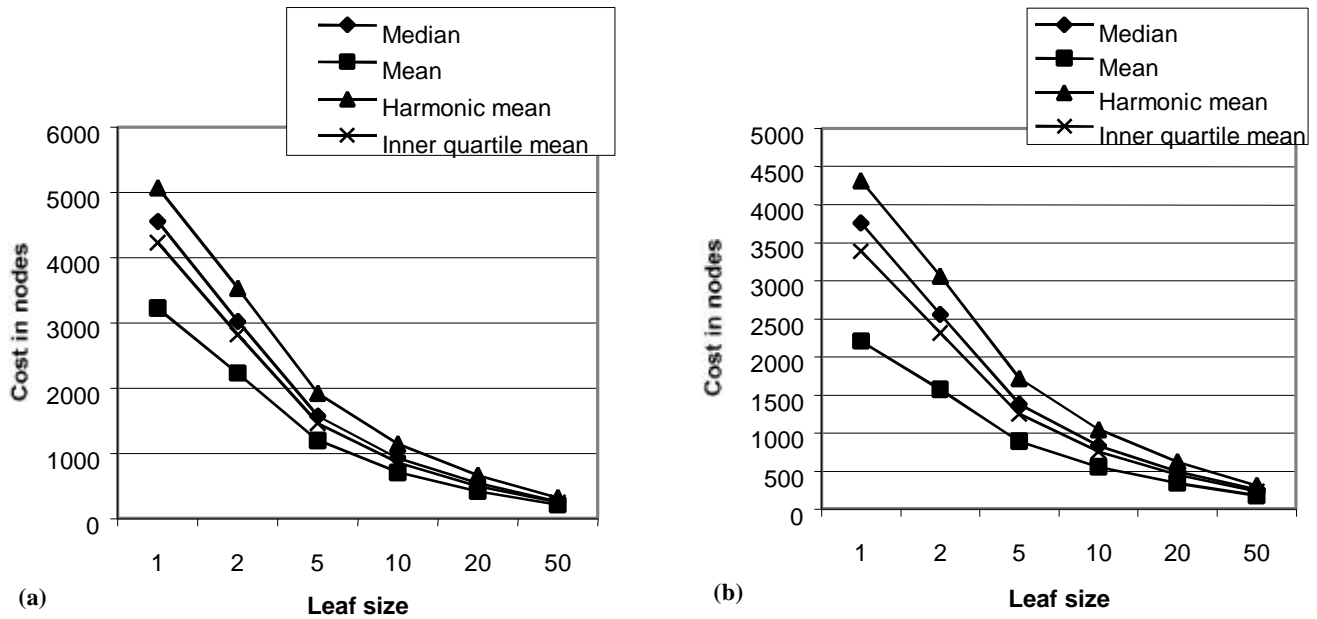 Median
Mean
Harmonic mean
Inner quartile mean
6000
5000
4000
3000
2000
1000
0
Cost in nodes
1 2 5 10 20 50
Leaf size
(a)
Median
Mean
Harmonic mean
Inner quartile mean
5000
4500
4000
3500
3000
2500
2000
1500
1000
500
0
Cost in nodes
1 2 5 10 20 50
Leaf size
(b)